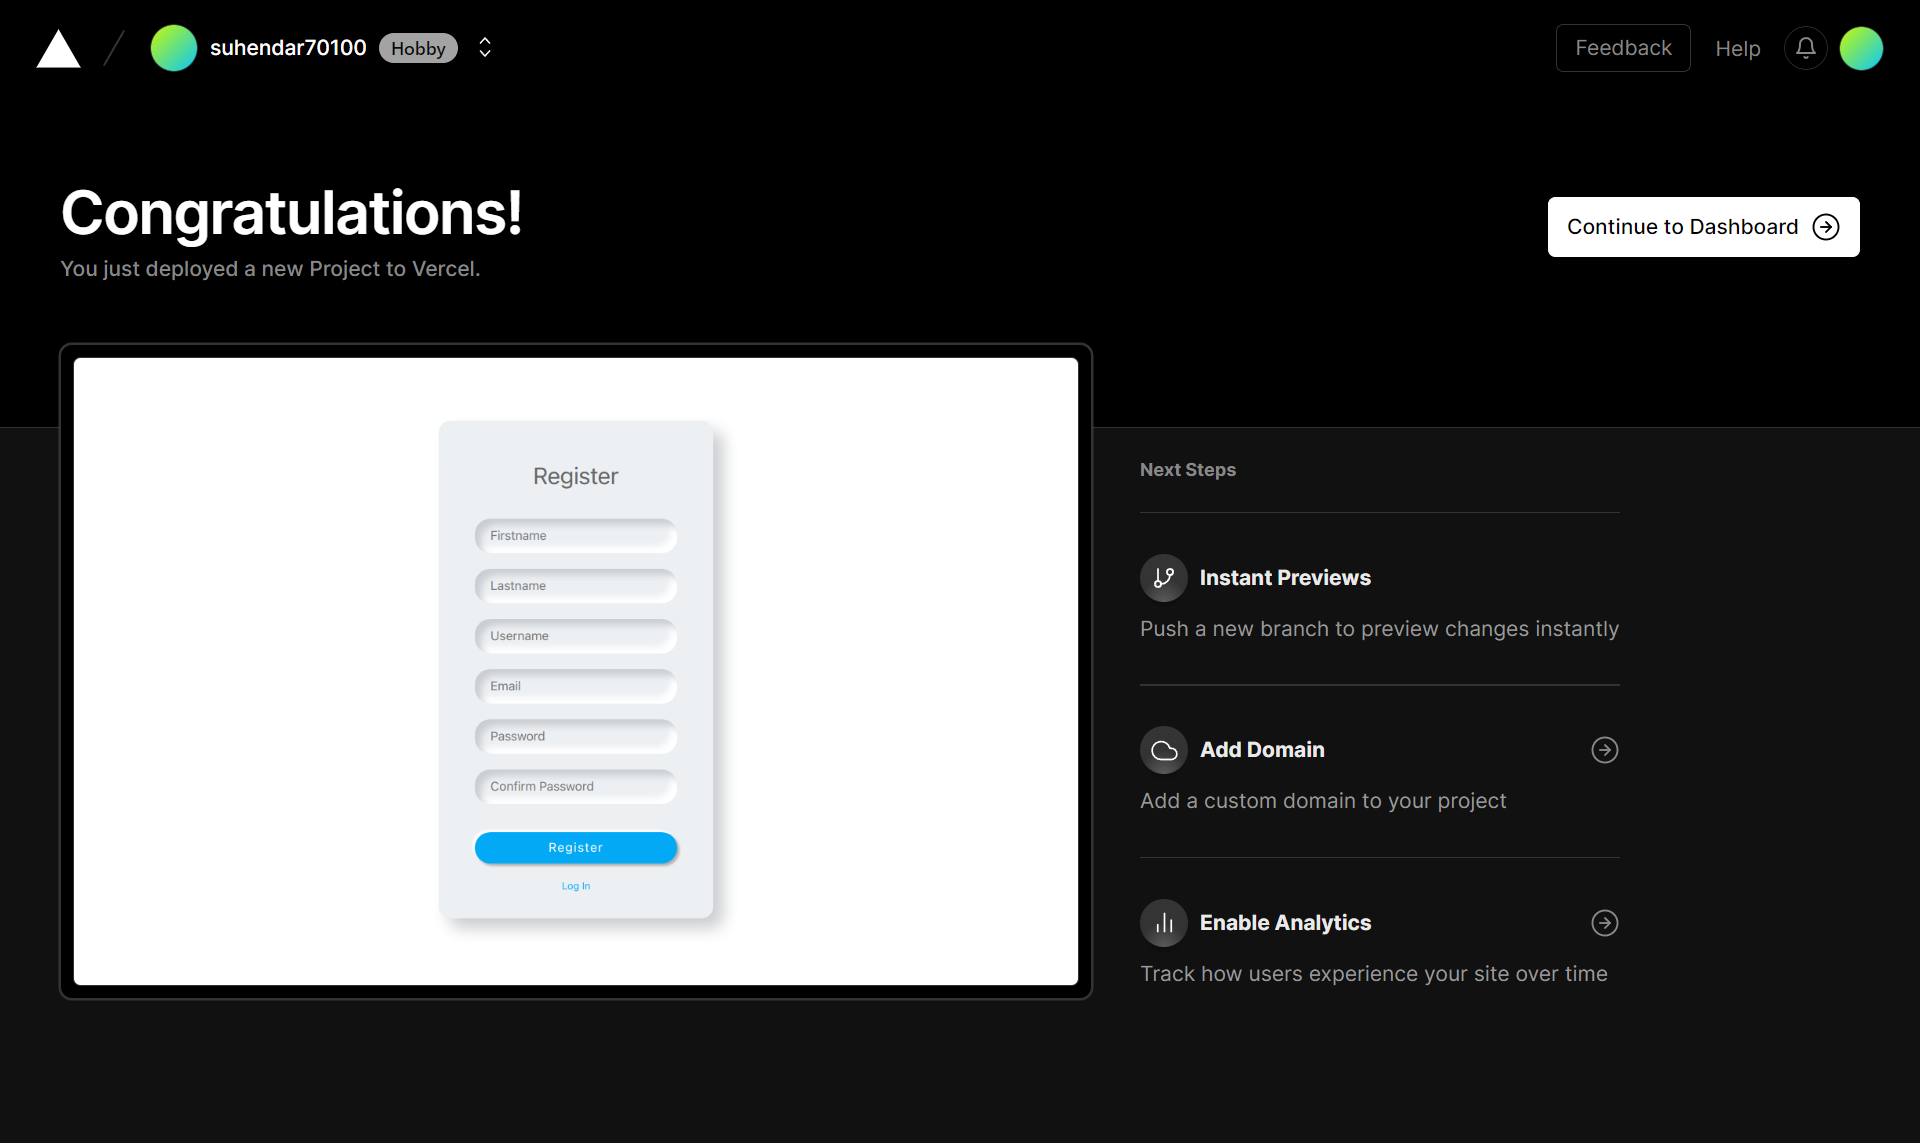 suhendar70100 Hobby
Feedback Help
Congratulations!
You just deployed a new Project to Vercel.
Continue to Dashboard
Register
Firstname
Lastname
Username
Email
Password
Confirm Password
Register
Log In
Next Steps
Instant Previews
Push a new branch to preview changes instantly
Add Domain
Add a custom domain to your project
Enable Analytics
Track how users experience your site over time